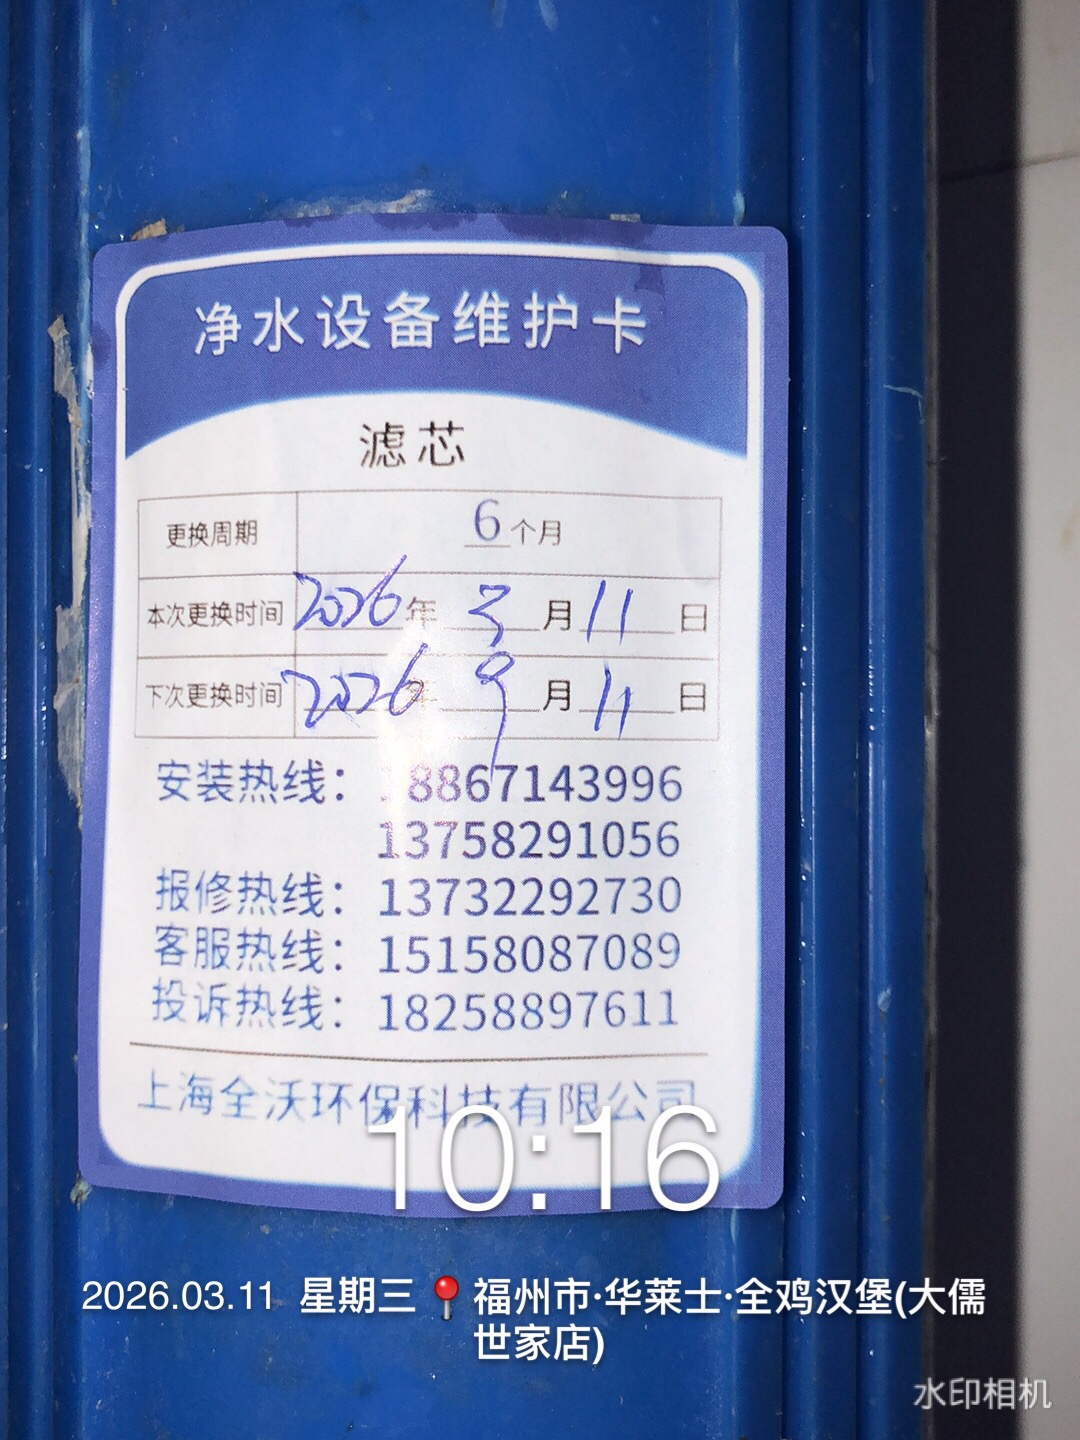 净水设备维护卡
滤芯
更换周期 6个月
本次更换时间 2026年 3月 11日
下次更换时间 2026年 9月 11日
安装热线：18867143996
13758291056
报修热线：13732292730
客服热线：15158087089
投诉热线：18258897611
上海全沃环保科技有限公司
10:16
2026.03.11 星期三 📍福州市·华莱士·全鸡汉堡(大儒
世家店)
水印相机